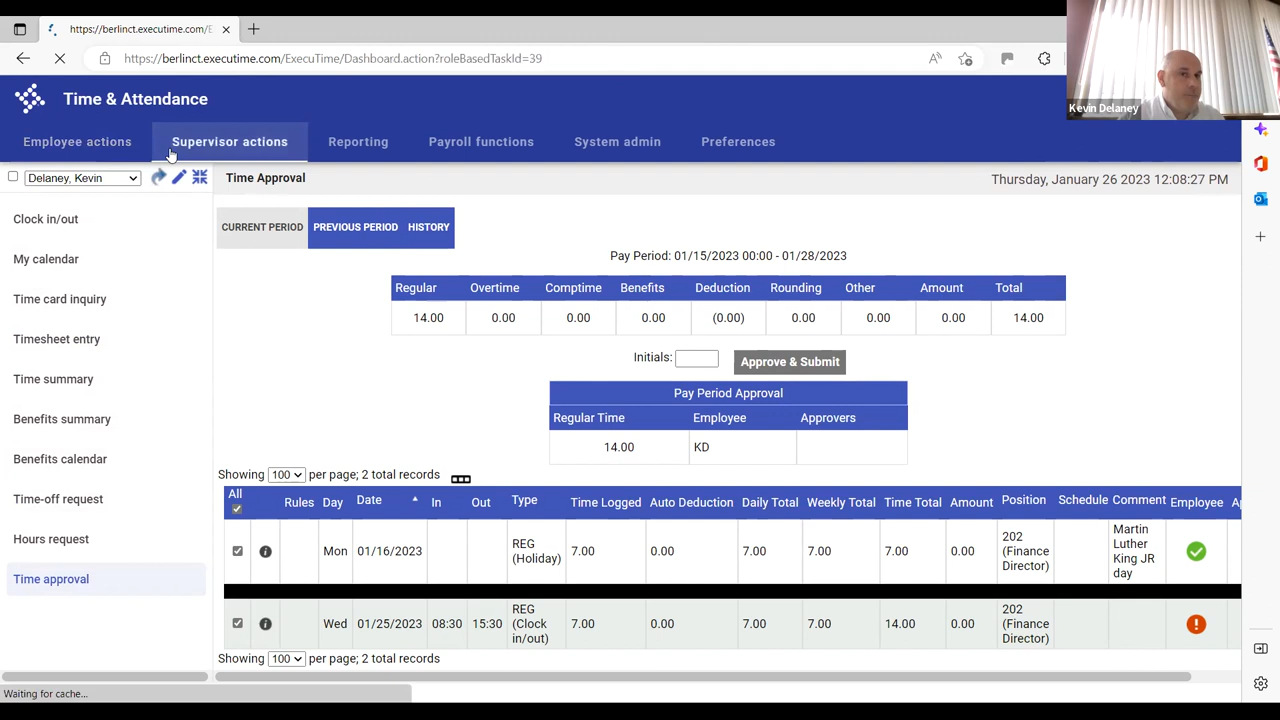 https://berlinct.executime.com/E
https://berlinct.executime.com/ExecuTime/Dashboard.action?roleBasedTaskId=39
Kevin Delaney
Time & Attendance
Employee actions Supervisor actions Reporting Payroll functions System admin Preferences
Delaney, Kevin
Time Approval
Thursday, January 26 2023 12:08:27 PM
Clock in/out
My calendar
Time card inquiry
Timesheet entry
Time summary
Benefits summary
Benefits calendar
Time-off request
Hours request
Time approval
CURRENT PERIOD PREVIOUS PERIOD HISTORY
Pay Period: 01/15/2023 00:00 - 01/28/2023
Regular Overtime Comptime Benefits Deduction Rounding Other Amount Total
14.00 0.00 0.00 0.00 (0.00) 0.00 0.00 0.00 14.00
Initials: Approve & Submit
Pay Period Approval
Regular Time Employee Approvers
14.00 KD
Showing 100 per page; 2 total records
All Rules Day Date In Out Type Time Logged Auto Deduction Daily Total Weekly Total Time Total Amount Position Schedule Comment Employee Ap
Mon 01/16/2023 REG (Holiday) 7.00 0.00 7.00 7.00 7.00 0.00 202 (Finance Director) Martin Luther King JR day
Wed 01/25/2023 08:30 15:30 REG (Clock in/out) 7.00 0.00 7.00 7.00 14.00 0.00 202 (Finance Director)
Showing 100 per page; 2 total records
Waiting for cache...